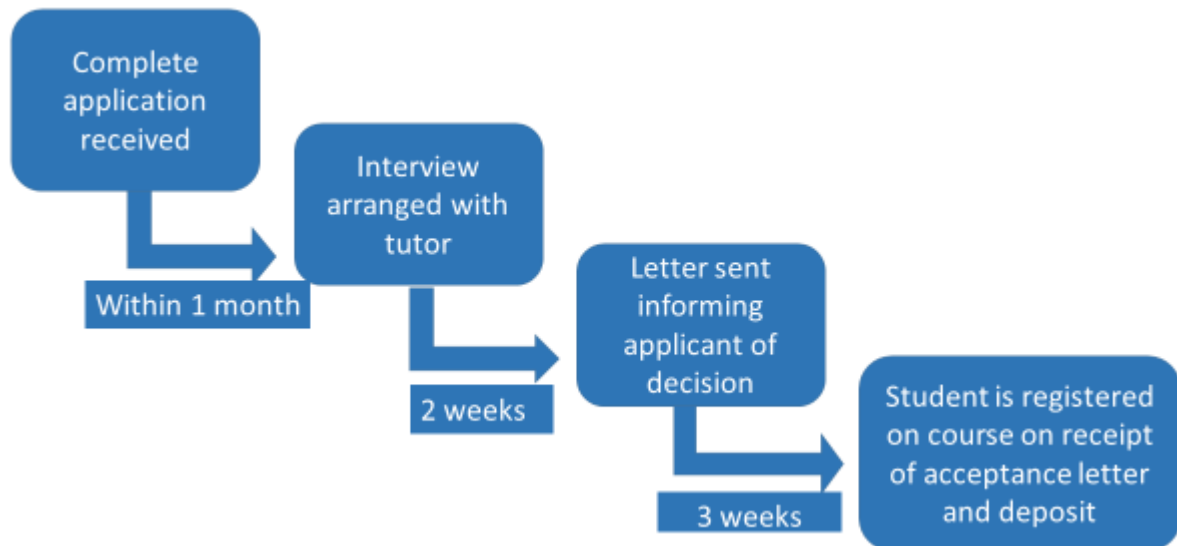 Complete
application
received
Within 1 month
Interview
arranged with
tutor
2 weeks
Letter sent
informing
applicant of
decision
3 weeks
Student is registered
on course on receipt
of acceptance letter
and deposit